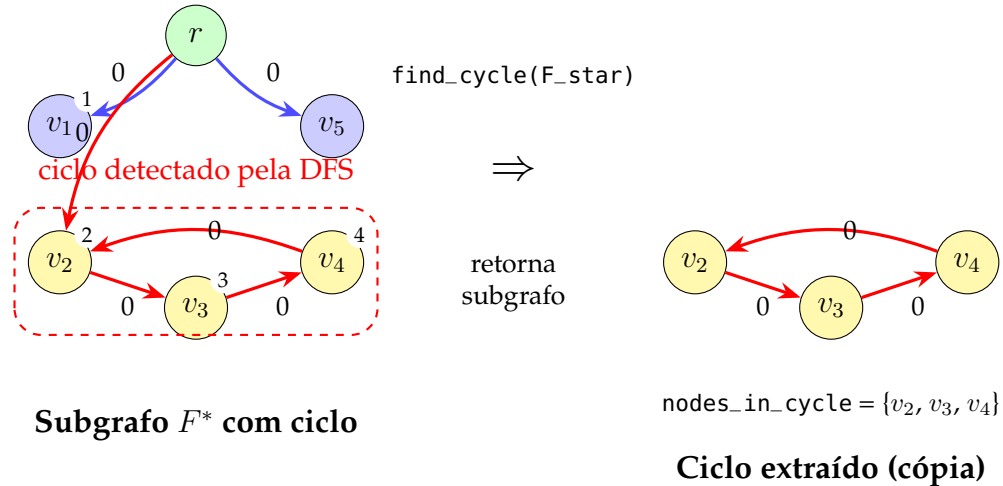 r
0
0
find_cycle(F_star)
v1
1
0
v5
ciclo detectado pela DFS
⇒
v2
2
0
v4
4
v3
3
0
0
retorna
subgrafo
v2
0
v4
0
v3
0
Subgrafo F* com ciclo
nodes_in_cycle = {v2, v3, v4}
Ciclo extraído (cópia)